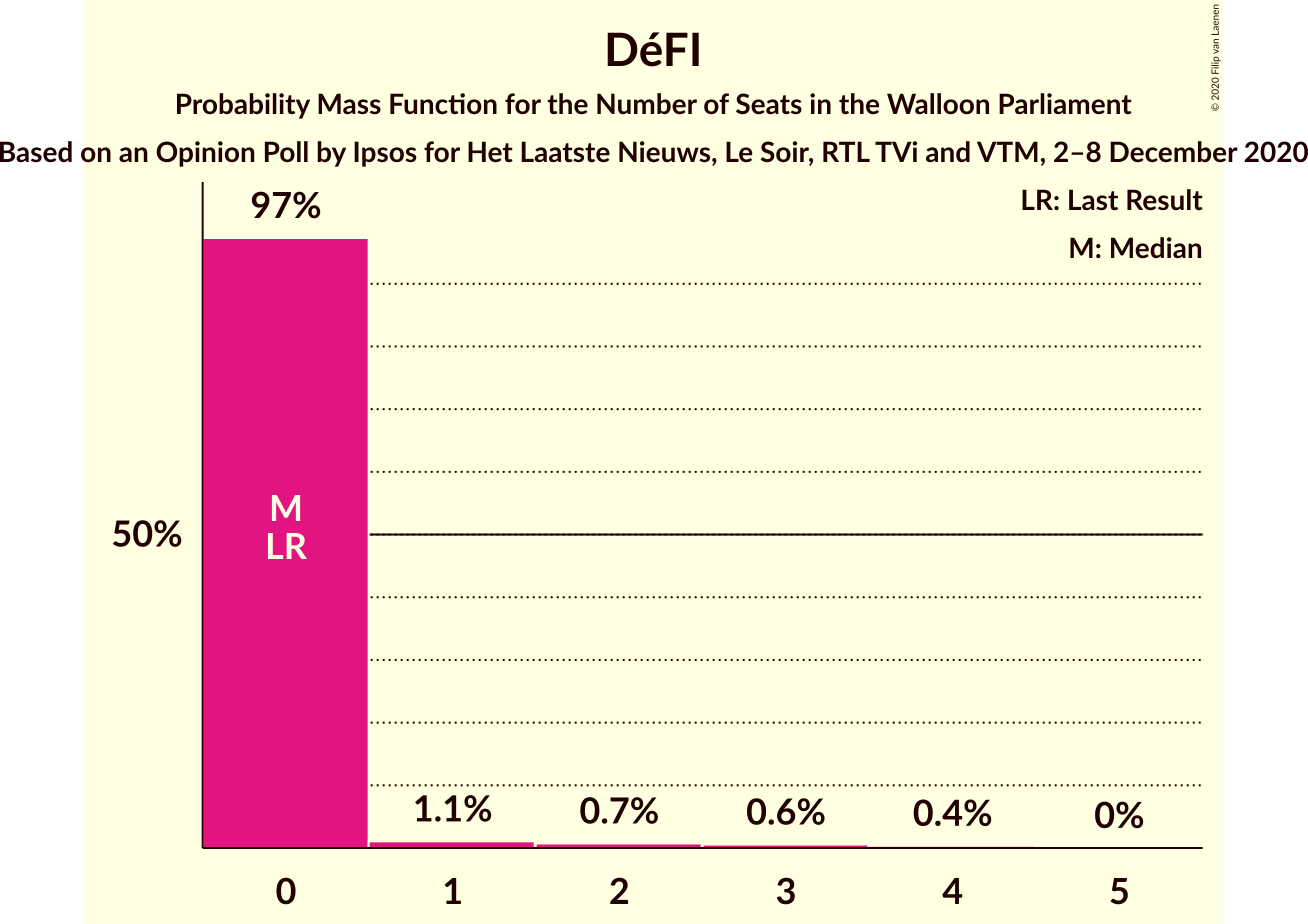 DéFI
Probability Mass Function for the Number of Seats in the Walloon Parliament
Based on an Opinion Poll by Ipsos for Het Laatste Nieuws, Le Soir, RTL TVi and VTM, 2–8 December 2020
© 2020 Filip van Laenen
LR: Last Result
M: Median
97%
M
LR
50%
1.1%
0.7%
0.6%
0.4%
0%
0
1
2
3
4
5